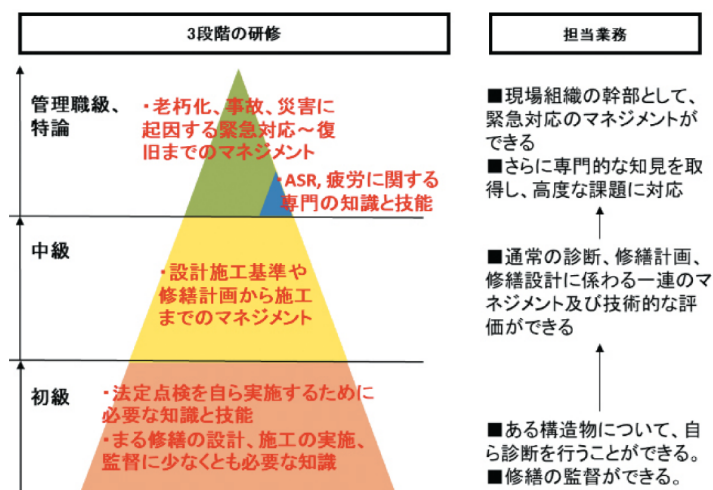 3段階の研修
管理職級、
特論
・老朽化、事故、災害に
起因する緊急対応～復
旧までのマネジメント
・ASR, 疲労に関する
専門の知識と技能
中級
・設計施工基準や
修繕計画から施工
までのマネジメント
初級
・法定点検を自ら実施するために
必要な知識と技能
・まる修繕の設計、施工の実施、
監督に少なくとも必要な知識
担当業務
■現場組織の幹部として、
緊急対応のマネジメントが
できる
■さらに専門的な知見を取
得し、高度な課題に対応
■通常の診断、修繕計画、
修繕設計に係わる一連のマ
ネジメント及び技術的な評
価ができる
■ある構造物について、自
ら診断を行うことができる。
■修繕の監督ができる。